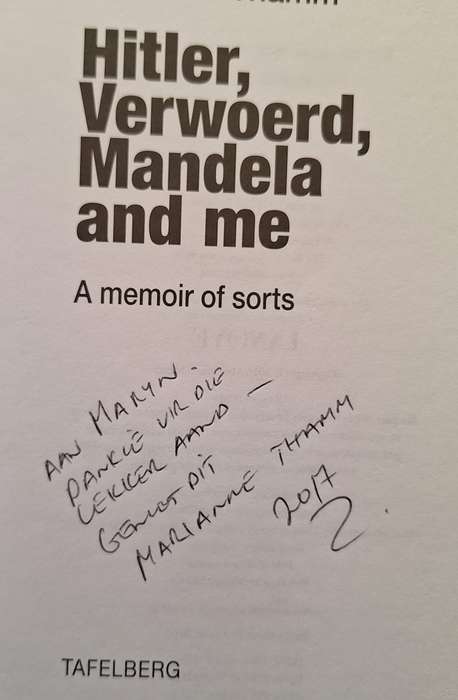 Hitler,
Verwoerd,
Mandela
and me
A memoir of sorts
AAN MARYN.
DANKIE VIR DIE
LEKKER AAND —
GENIET DIT
MARIANNE THAMM
2017
TAFELBERG